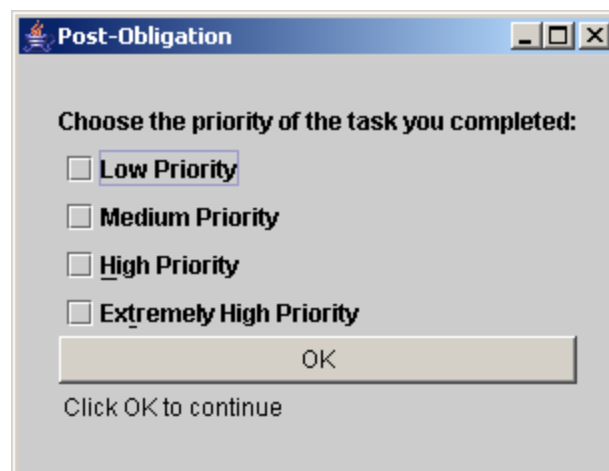 Post-Obligation
Choose the priority of the task you completed:
Low Priority
Medium Priority
High Priority
Extremely High Priority
OK
Click OK to continue